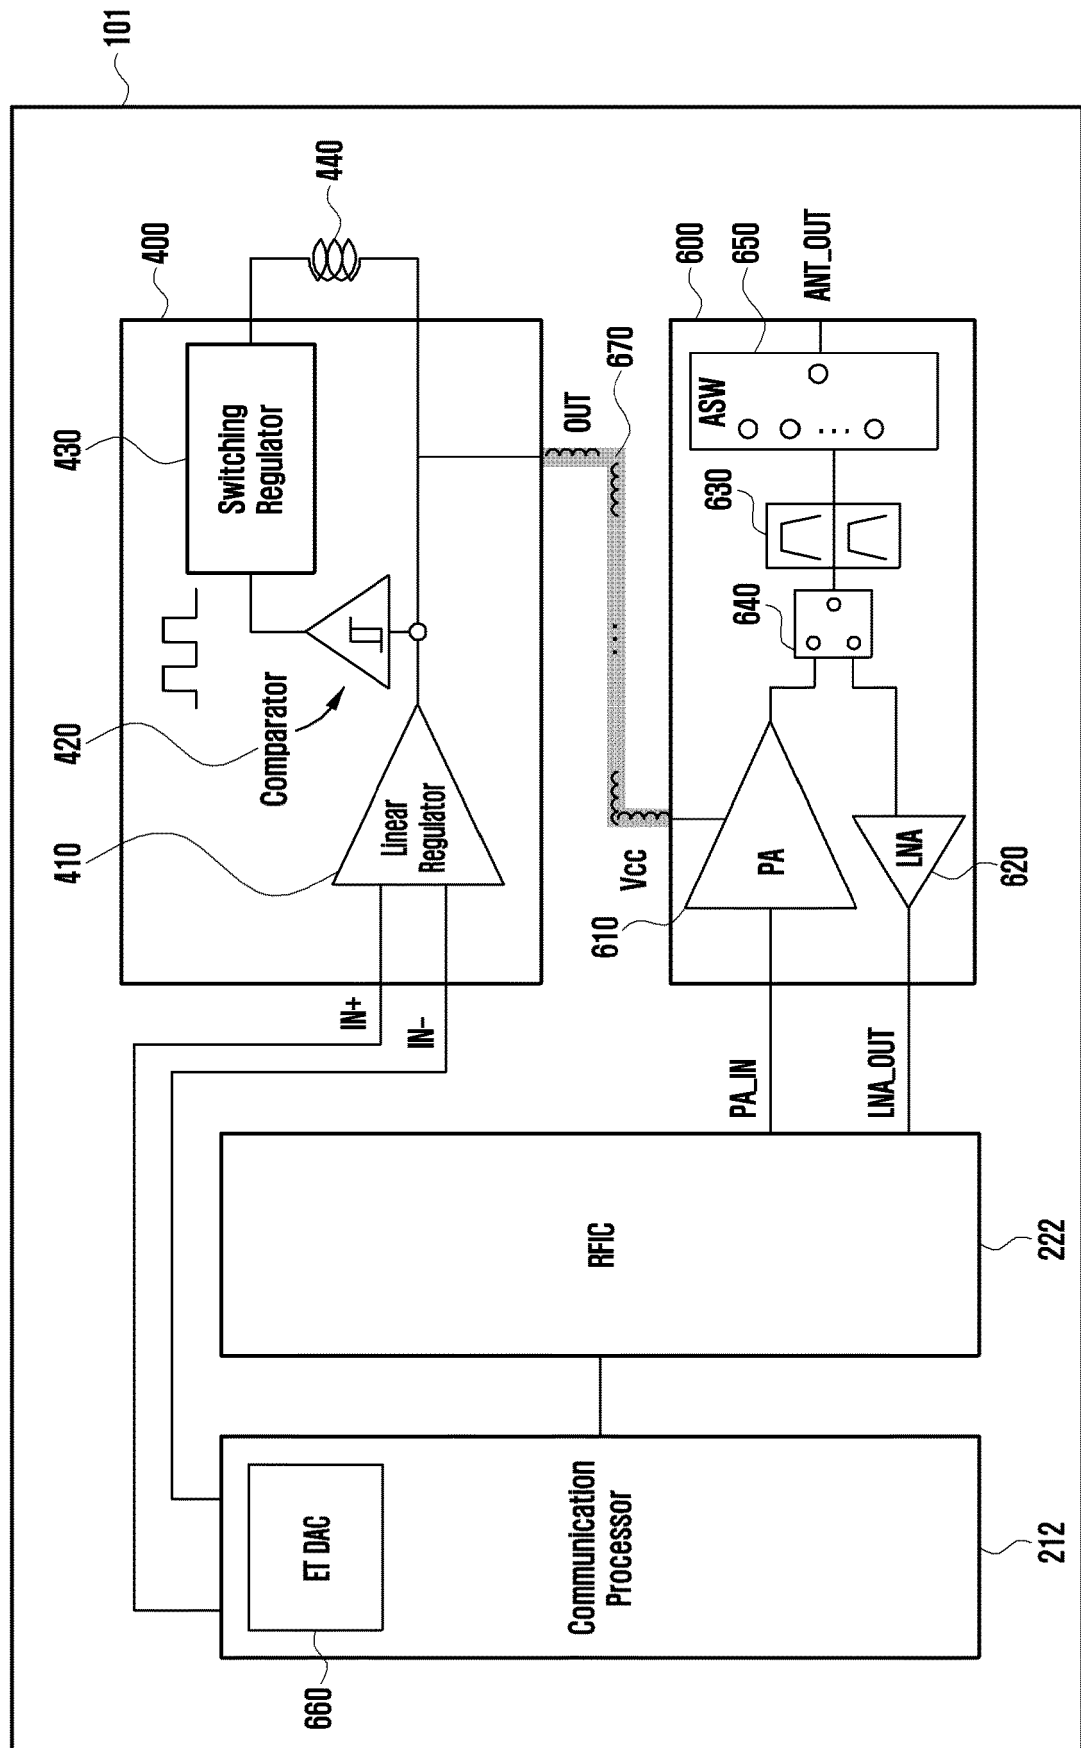 101
400
440
430
Switching
Regulator
420
Comparator
410
Linear
Regulator
IN+
IN-
OUT
670
Vcc
600
650
ANT_OUT
ASW
...
630
640
610
PA
LNA
620
PA_IN
LNA_OUT
RFIC
222
ET DAC
660
Communication
Processor
212